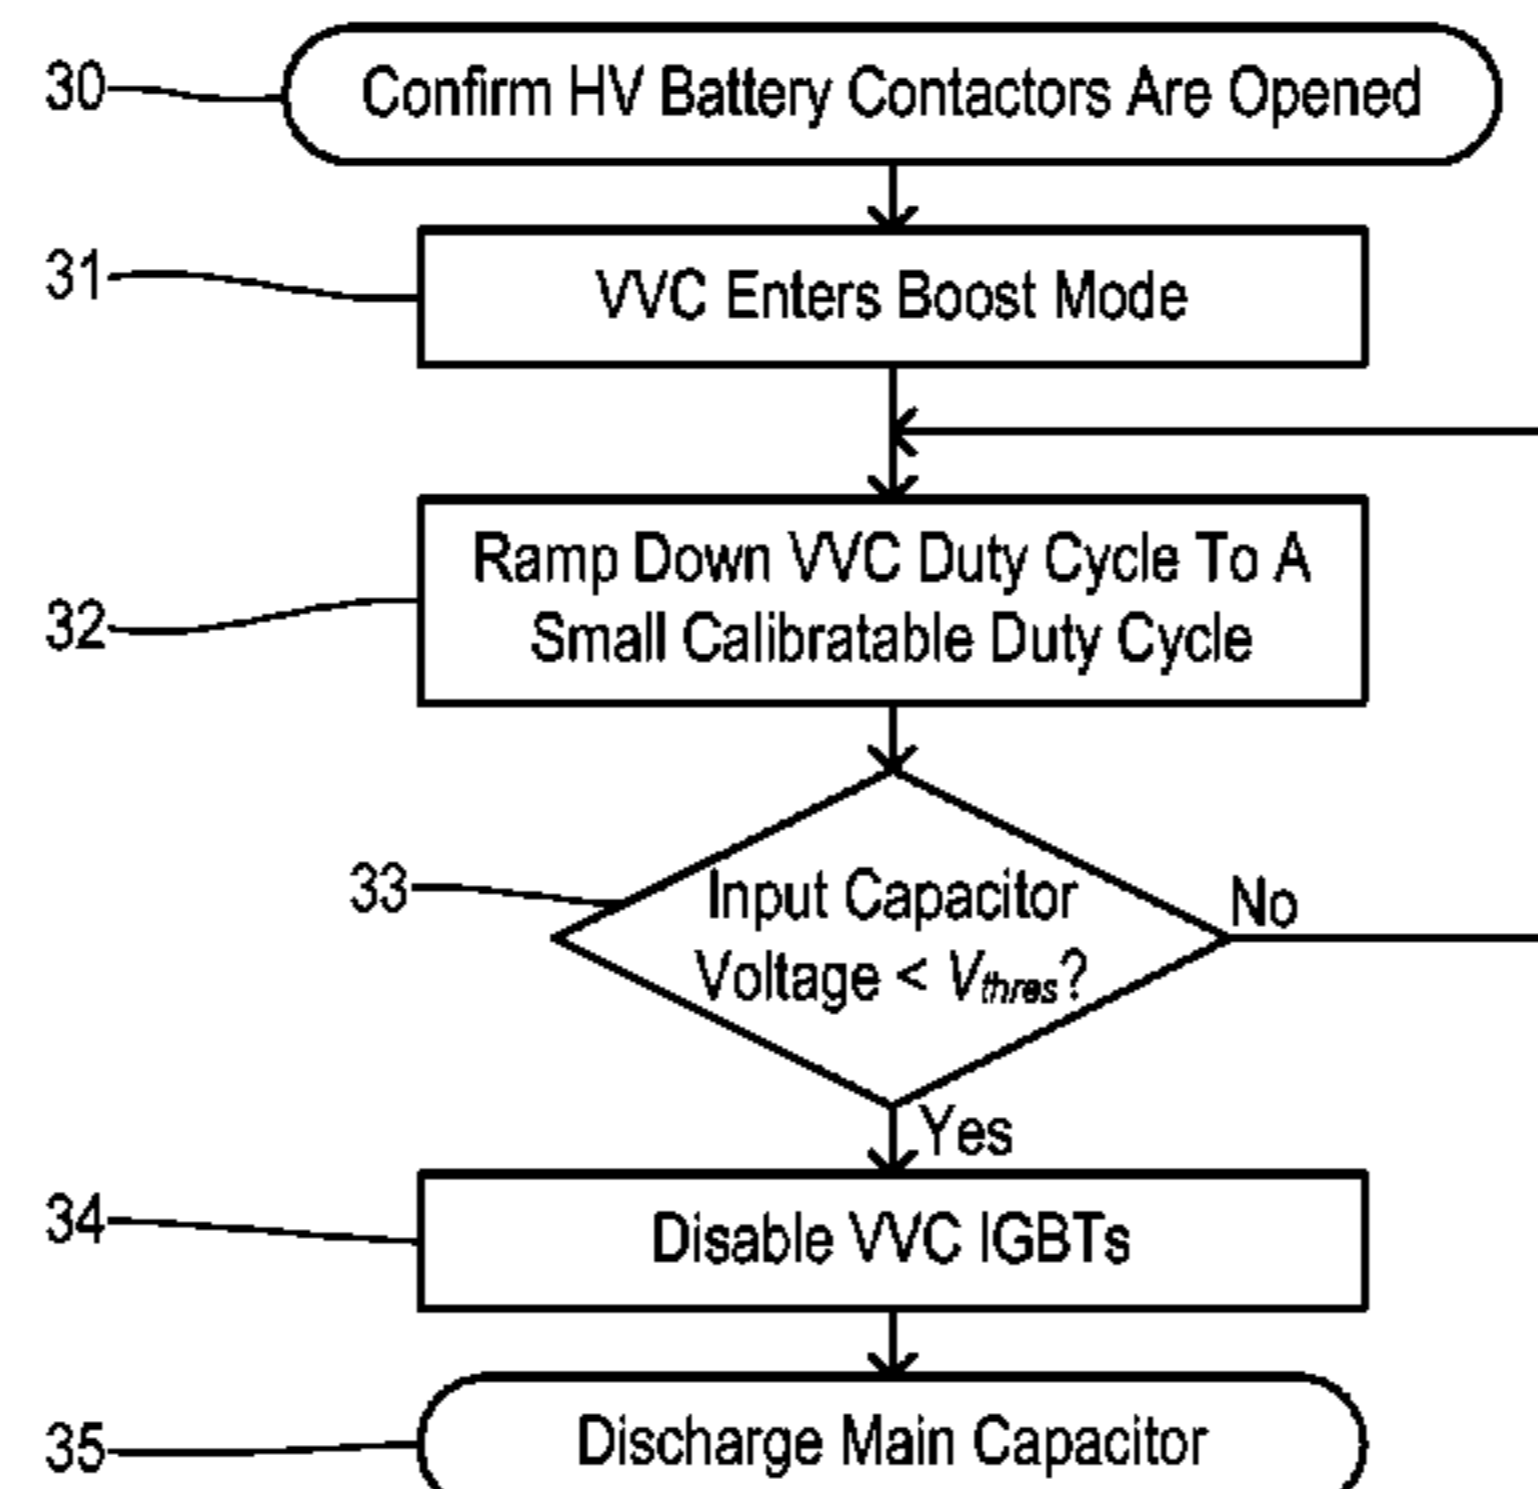 30
Confirm HV Battery Contactors Are Opened
31
VVC Enters Boost Mode
32
Ramp Down VVC Duty Cycle To A
Small Calibratable Duty Cycle
33
Input Capacitor
Voltage < Vthres?
No
Yes
34
Disable VVC IGBTs
35
Discharge Main Capacitor